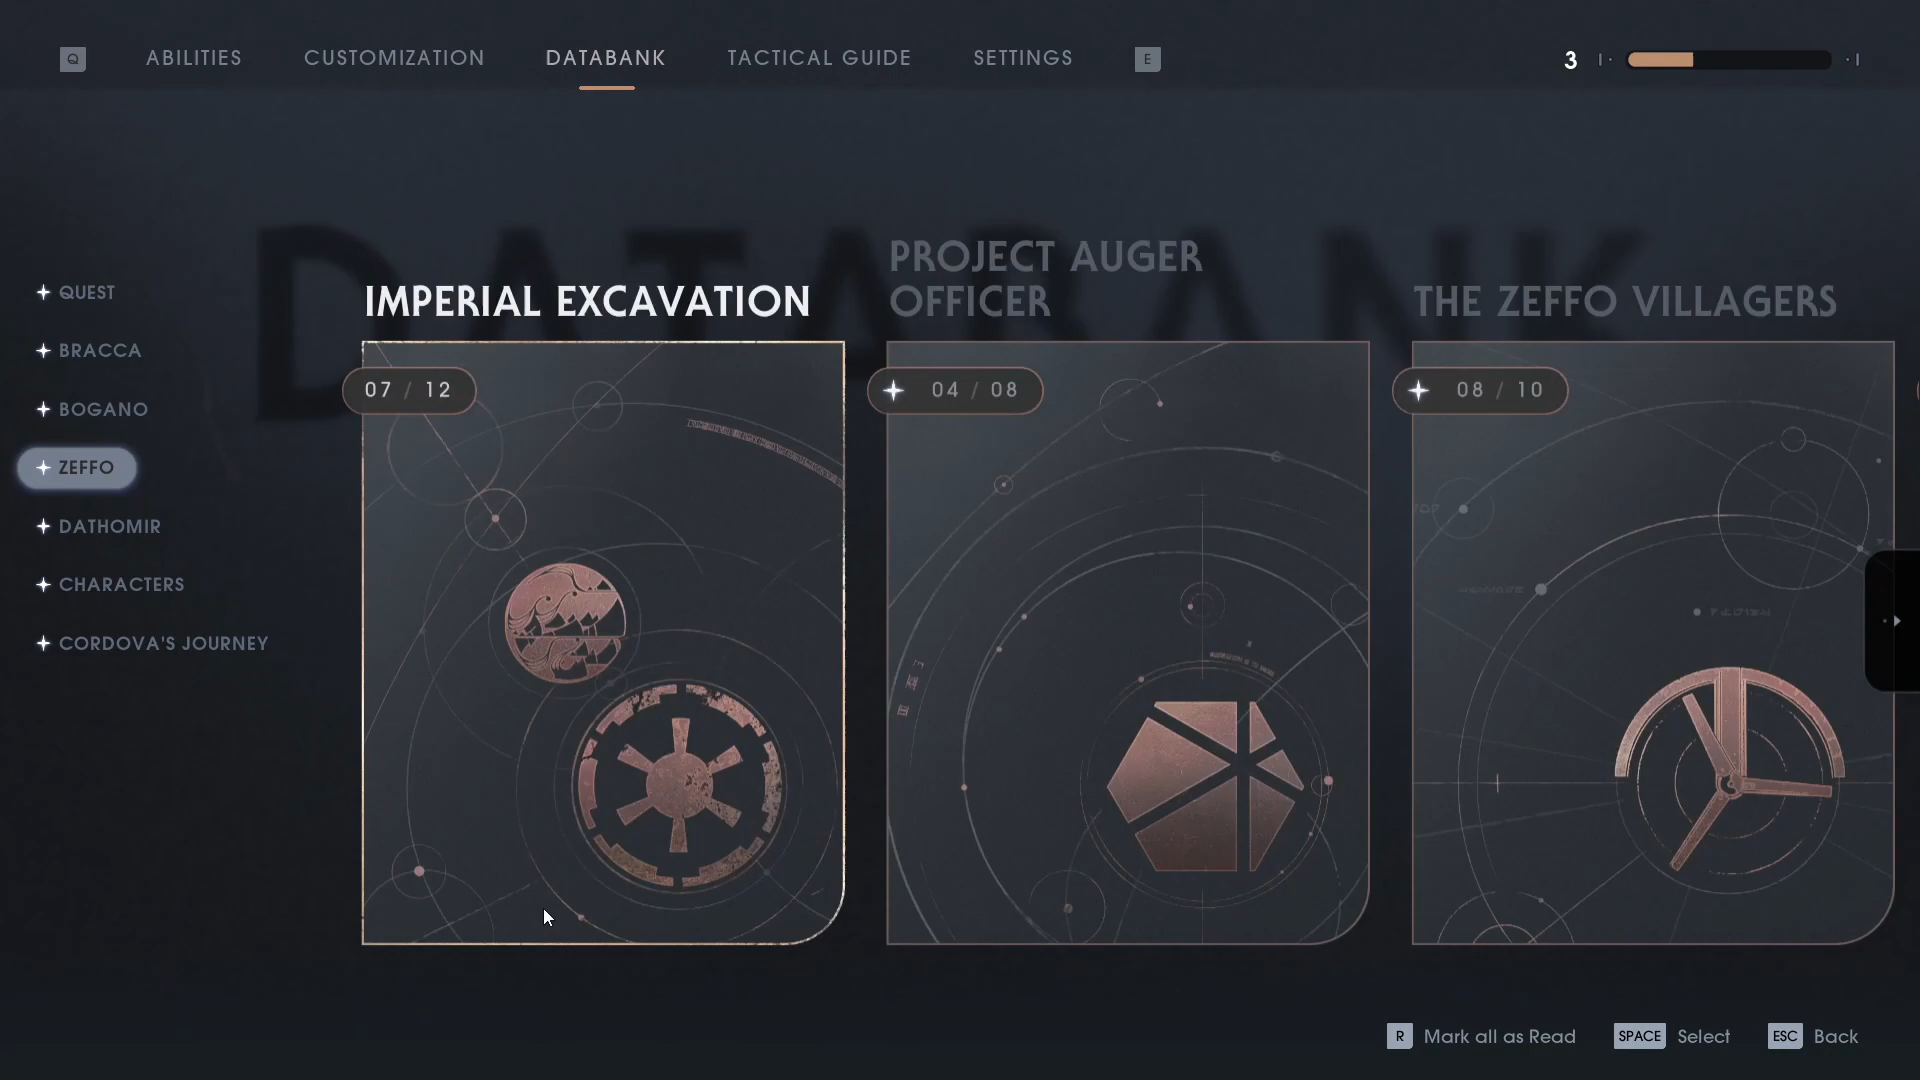 Q ABILITIES CUSTOMIZATION DATABANK TACTICAL GUIDE SETTINGS E 3
DATABANK
QUEST
BRACCA
BOGANO
ZEFFO
DATHOMIR
CHARACTERS
CORDOVA'S JOURNEY
IMPERIAL EXCAVATION
07 / 12
PROJECT AUGER
OFFICER
04 / 08
THE ZEFFO VILLAGERS
08 / 10
R Mark all as Read SPACE Select ESC Back